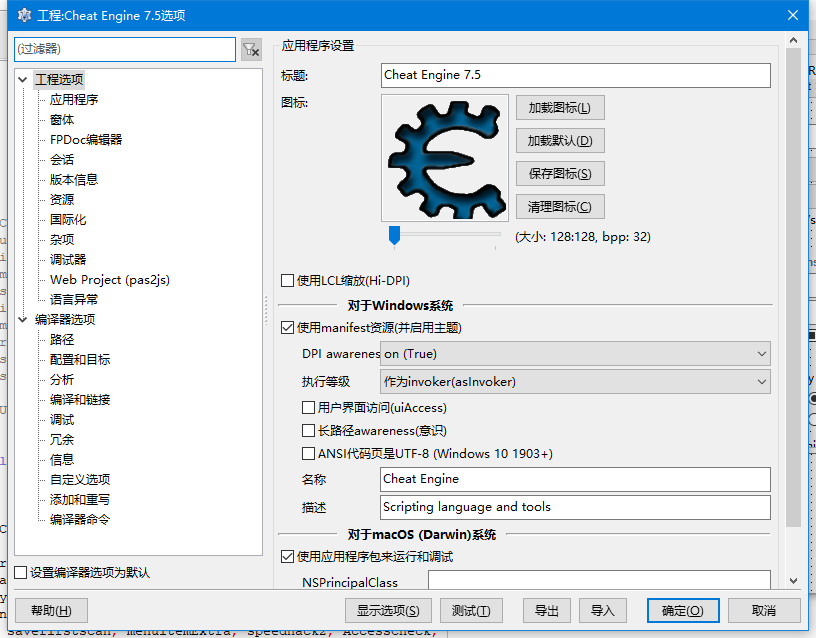 工程:Cheat Engine 7.5选项
(过滤器)
工程选项
应用程序
窗体
FPDoc编辑器
会话
版本信息
资源
国际化
杂项
调试器
Web Project (pas2js)
语言异常
编译器选项
路径
配置和目标
分析
编译和链接
调试
冗余
信息
自定义选项
添加和重写
编译器命令
设置编译器选项为默认
应用程序设置
标题:
Cheat Engine 7.5
图标:
加载图标(L)
加载默认(D)
保存图标(S)
清理图标(C)
(大小: 128:128, bpp: 32)
使用LCL缩放(Hi-DPI)
对于Windows系统
使用manifest资源(并启用主题)
DPI awarenes
on (True)
执行等级
作为invoker(asInvoker)
用户界面访问(uiAccess)
长路径awareness(意识)
ANSI代码页是UTF-8 (Windows 10 1903+)
名称
Cheat Engine
描述
Scripting language and tools
对于macOS (Darwin)系统
使用应用程序包来运行和调试
NSPrincipalClass
帮助(H)
显示选项(S)
测试(T)
导出
导入
确定(O)
取消
savefirstscan, menuitemExtra, speedhack2, AccessCheck,